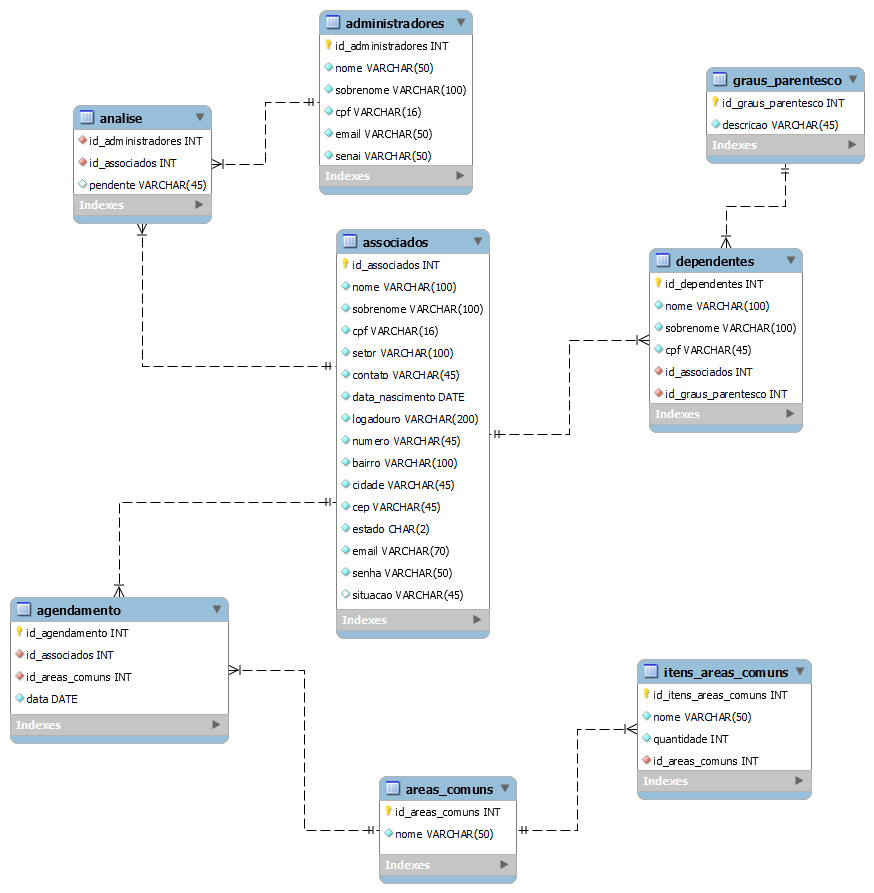 administradores
id_administradores INT
nome VARCHAR(50)
sobrenome VARCHAR(100)
cpf VARCHAR(16)
email VARCHAR(50)
senai VARCHAR(50)
Indexes
graus_parentesco
id_graus_parentesco INT
descricao VARCHAR(45)
Indexes
analise
id_administradores INT
id_associados INT
pendente VARCHAR(45)
Indexes
associados
id_associados INT
nome VARCHAR(100)
sobrenome VARCHAR(100)
cpf VARCHAR(16)
setor VARCHAR(100)
contato VARCHAR(45)
data_nascimento DATE
logadouro VARCHAR(200)
numero VARCHAR(45)
bairro VARCHAR(100)
cidade VARCHAR(45)
cep VARCHAR(45)
estado CHAR(2)
email VARCHAR(70)
senha VARCHAR(50)
situacao VARCHAR(45)
Indexes
dependentes
id_dependentes INT
nome VARCHAR(100)
sobrenome VARCHAR(100)
cpf VARCHAR(45)
id_associados INT
id_graus_parentesco INT
Indexes
agendamento
id_agendamento INT
id_associados INT
id_areas_comuns INT
data DATE
Indexes
itens_areas_comuns
id_itens_areas_comuns INT
nome VARCHAR(50)
quantidade INT
id_areas_comuns INT
Indexes
areas_comuns
id_areas_comuns INT
nome VARCHAR(50)
Indexes